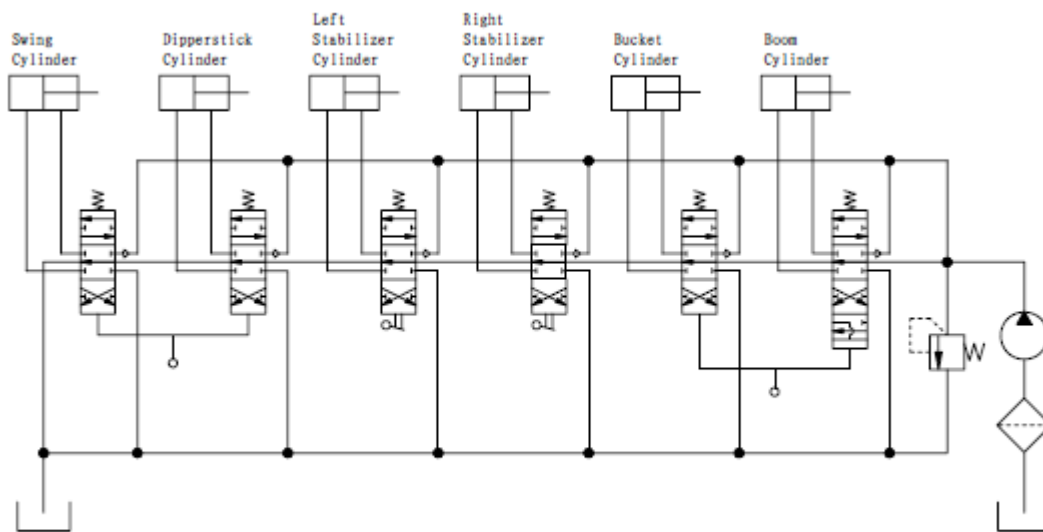 Swing
Cylinder
Dipperstick
Cylinder
Left
Stabilizer
Cylinder
Right
Stabilizer
Cylinder
Bucket
Cylinder
Boom
Cylinder